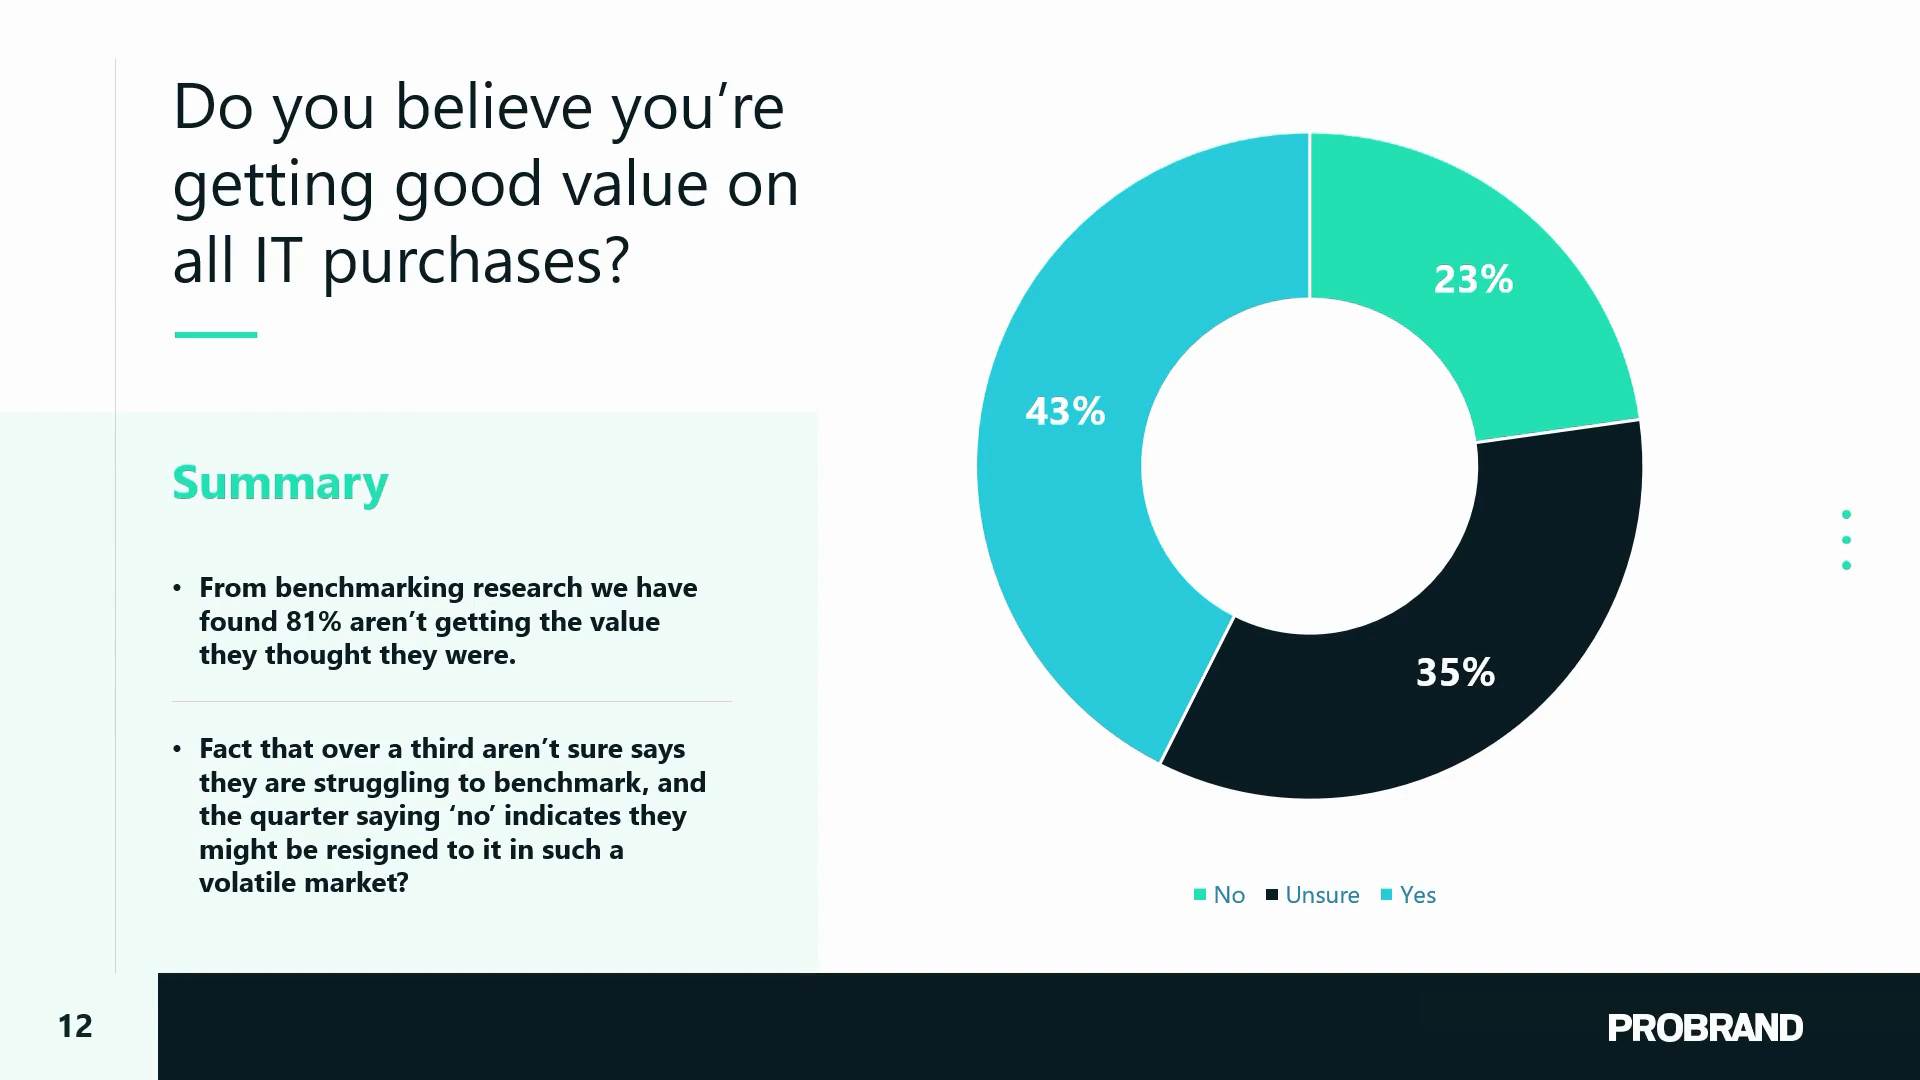 Do you believe you’re
getting good value on
all IT purchases?
Summary
• From benchmarking research we have
found 81% aren’t getting the value
they thought they were.
• Fact that over a third aren’t sure says
they are struggling to benchmark, and
the quarter saying ‘no’ indicates they
might be resigned to it in such a
volatile market?
23%
43%
35%
No Unsure Yes
12
PROBRAND